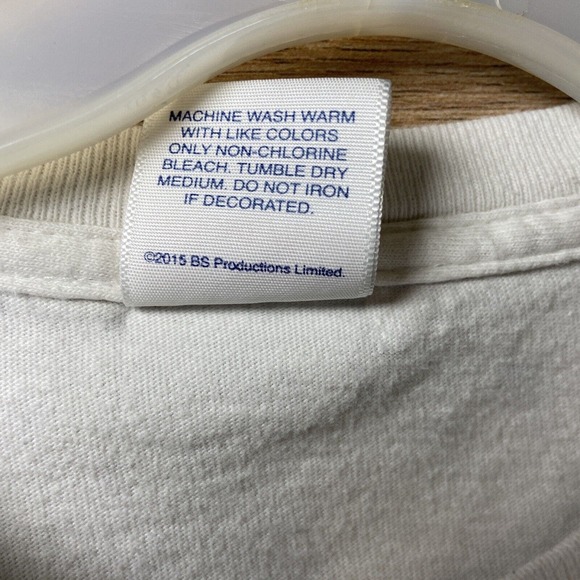 MACHINE WASH WARM
WITH LIKE COLORS
ONLY NON-CHLORINE
BLEACH. TUMBLE DRY
MEDIUM. DO NOT IRON
IF DECORATED.
©2015 BS Productions Limited.